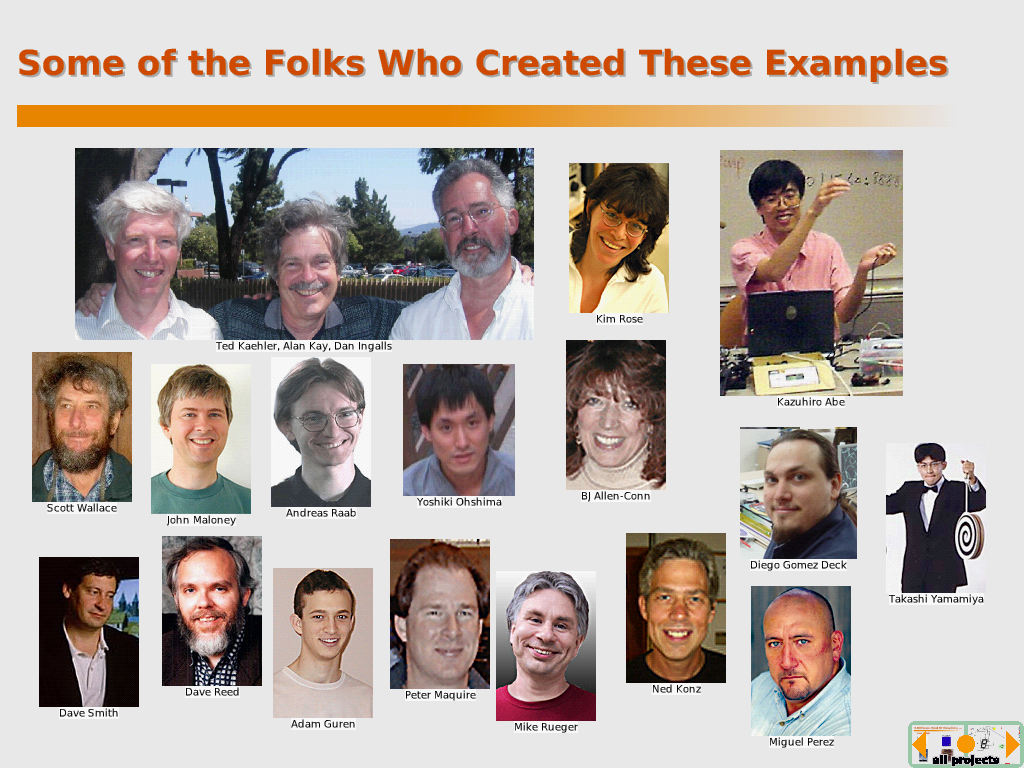 Some of the Folks Who Created These Examples
Ted Kaehler, Alan Kay, Dan Ingalls
Kim Rose
Kazuhiro Abe
Scott Wallace
John Maloney
Andreas Raab
Yoshiki Ohshima
BJ Allen-Conn
Diego Gomez Deck
Takashi Yamamiya
Dave Smith
Dave Reed
Adam Guren
Peter Maquire
Mike Rueger
Ned Konz
Miguel Perez
all projects